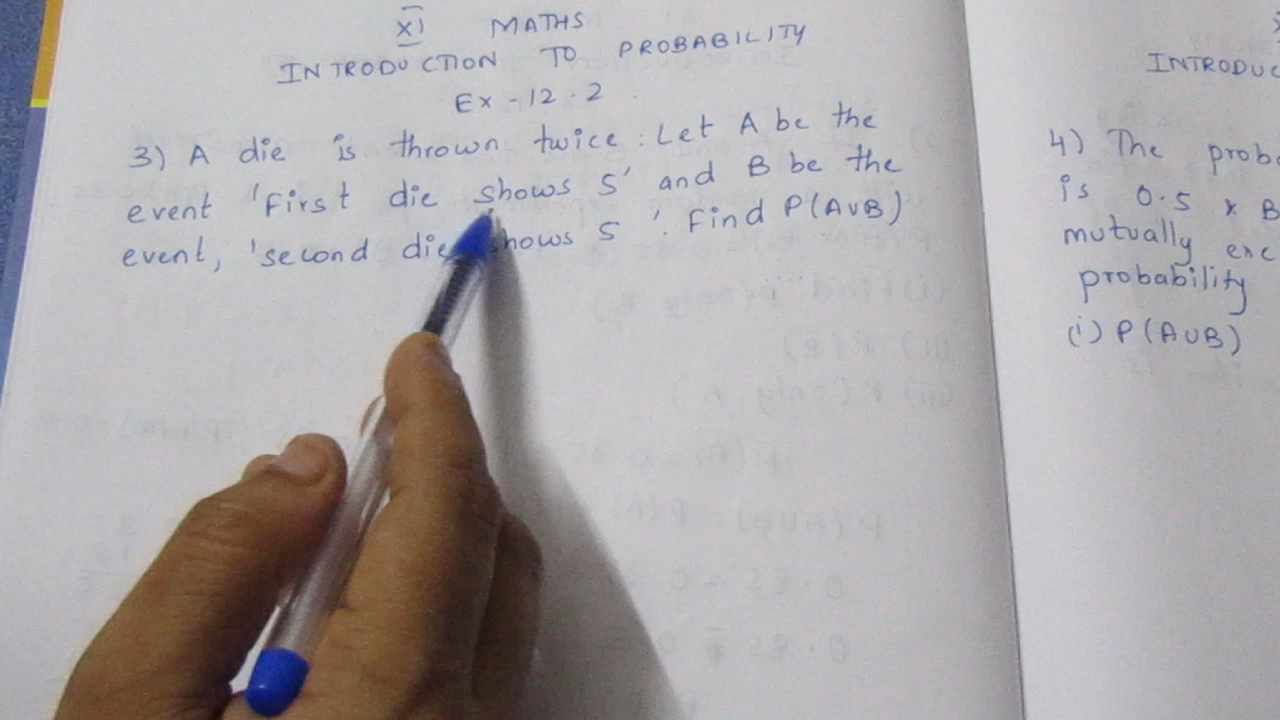 XI MATHS
INTRODUCTION TO PROBABILITY
Ex - 12.2.
3) A die is thrown twice. Let A be the
event 'First die shows 5' and B be the
event, 'second die shows 5'. Find P(A∪B)
INTRODUC
4) The proba
is 0.5 x B
mutually exc
probability
(i) P(A∪B)